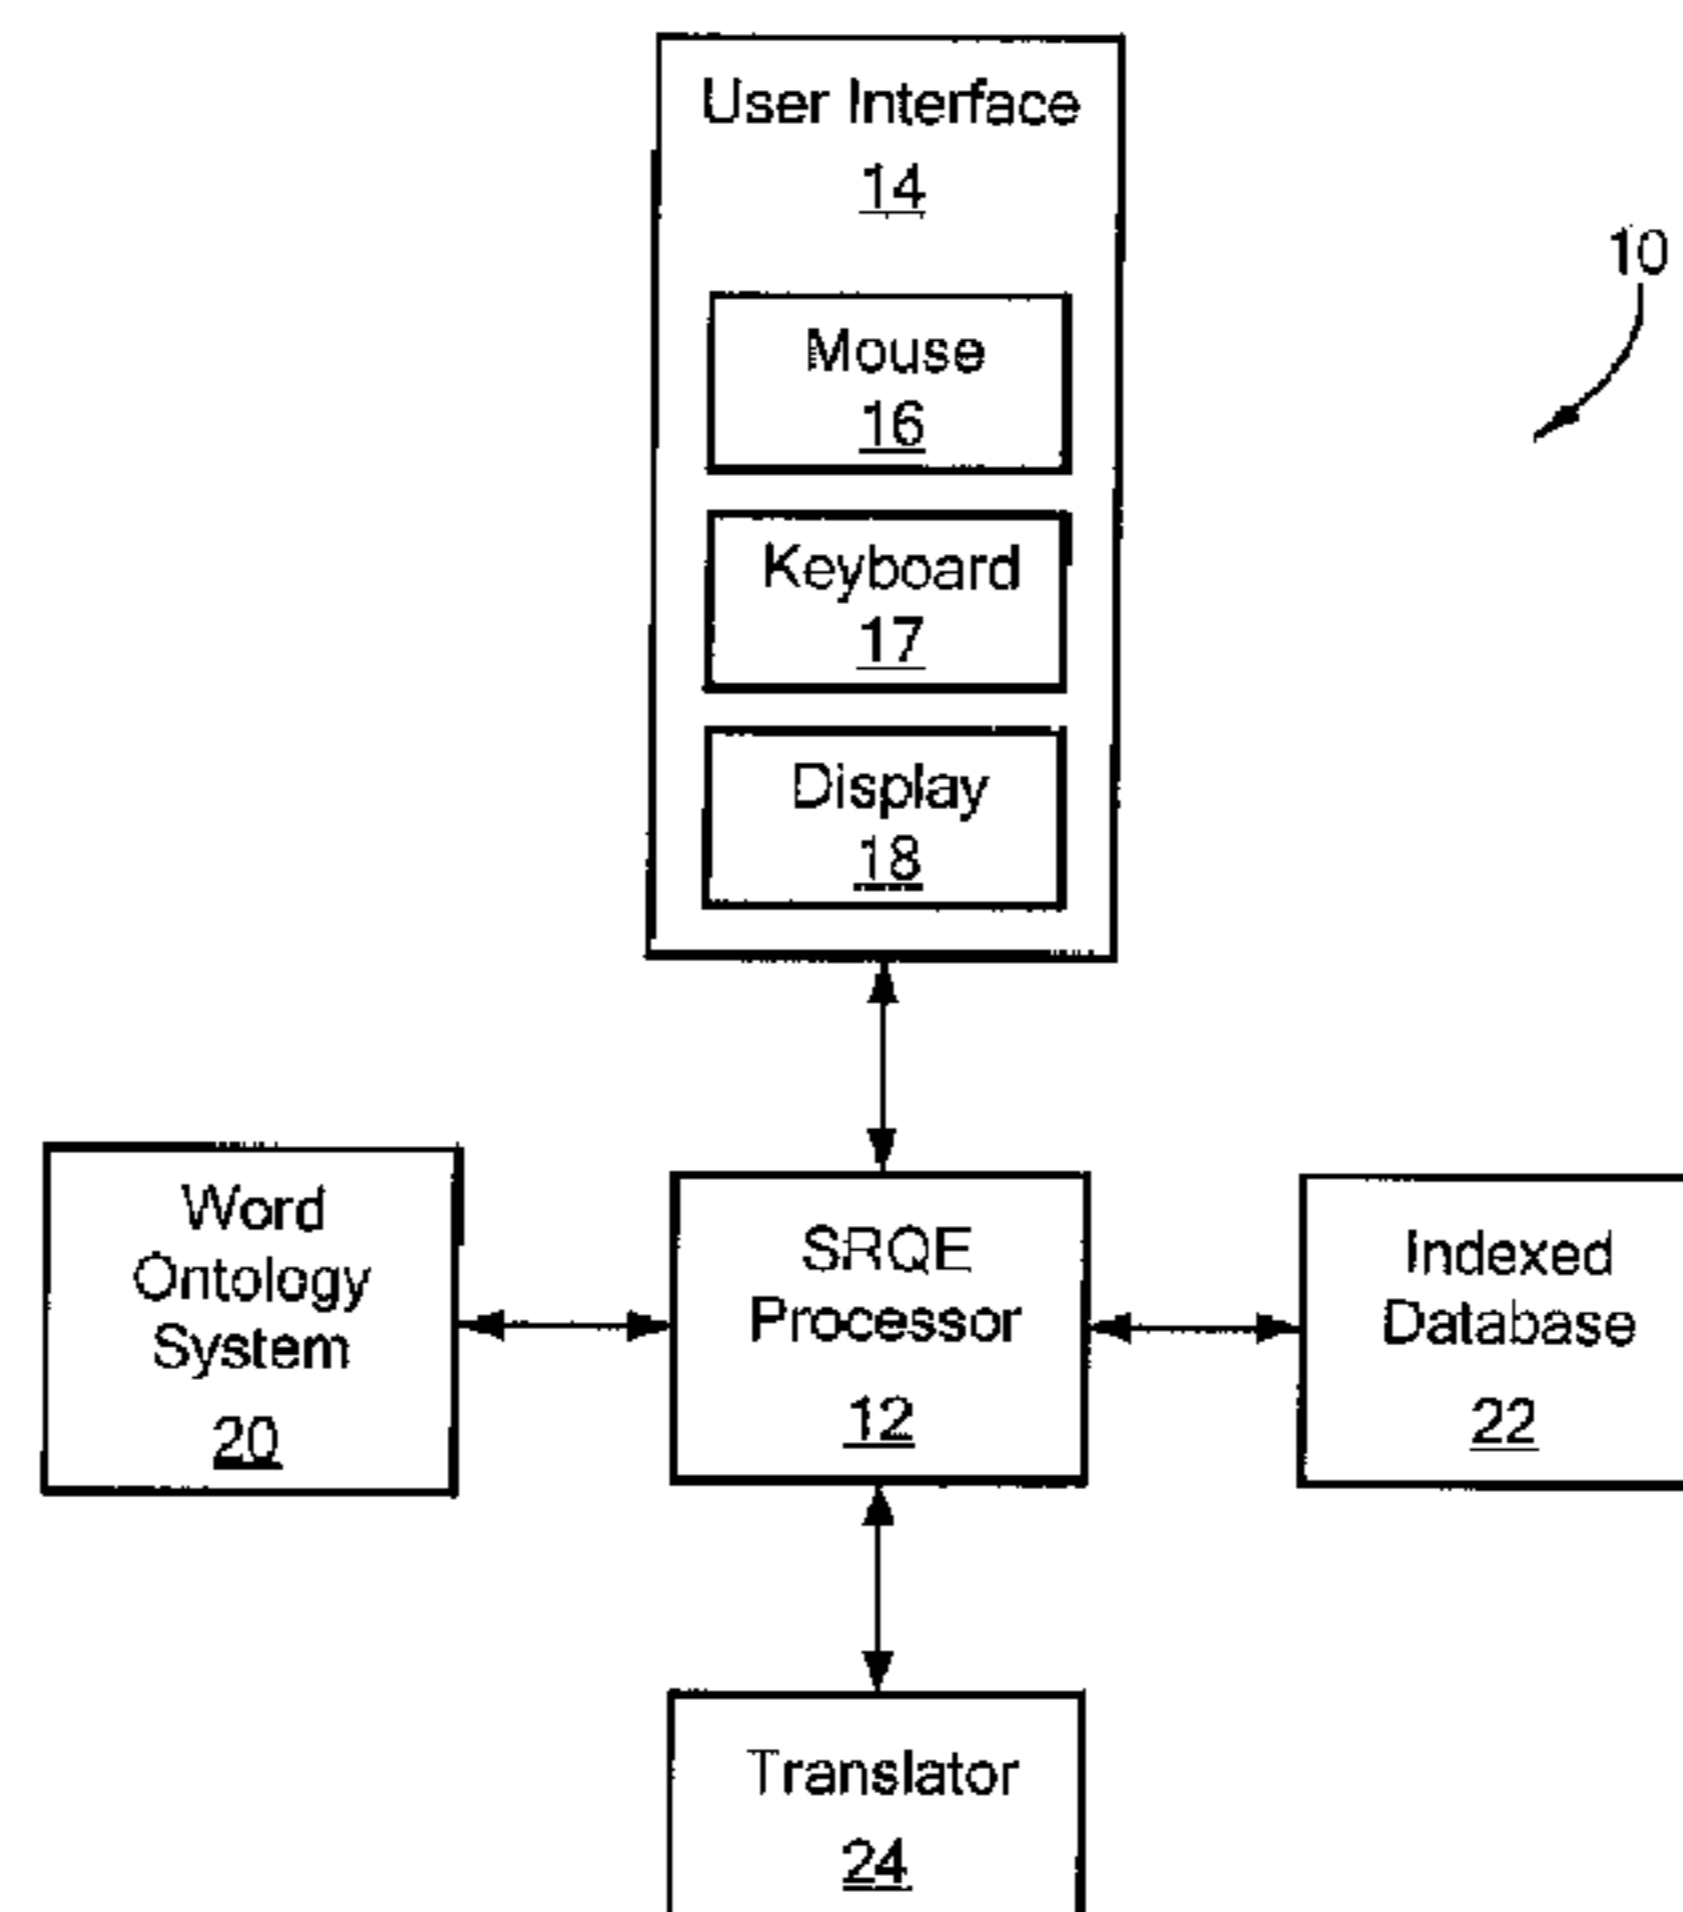 User Interface
14
10
Mouse
16
Keyboard
17
Display
18
Word
Ontology
System
20
SRQE
Processor
12
Indexed
Database
22
Translator
24